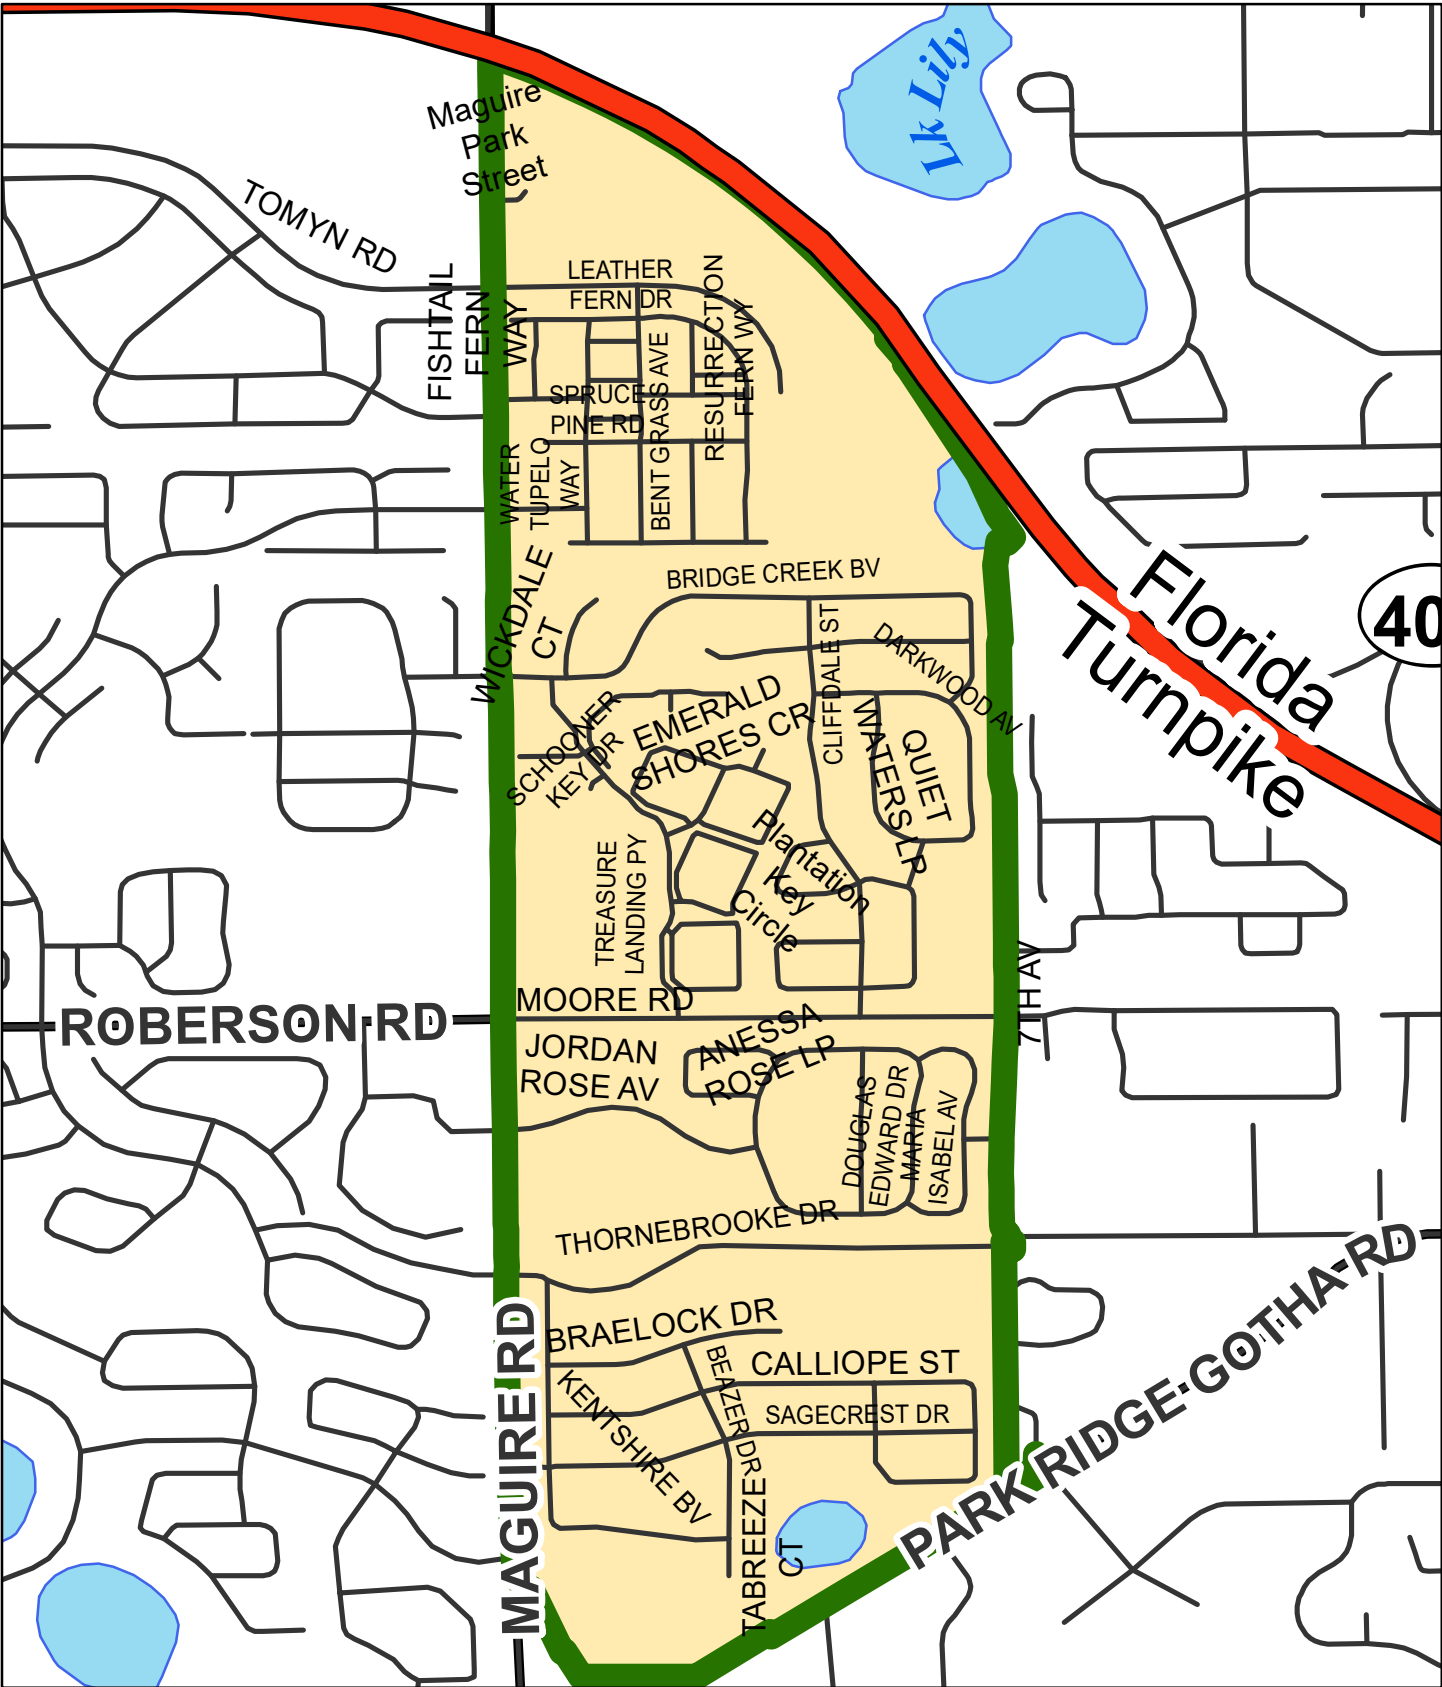 Lk Lily
Maguire
Park
Street
TOMYN RD
FISHTAIL
FERN
WAY
LEATHER
FERN DR
RESURRECTION
FERN WY
SPRUCE
PINE RD
BENT GRASS AVE
WATER
TUPELO
WAY
WICKDALE
CT
BRIDGE CREEK BV
CLIFFDALE ST
DARKWOOD AV
Florida
Turnpike
40
SCHOONER
KEY DR
EMERALD
SHORES CR
QUIET
WATERS LP
Plantation
Key
Circle
TREASURE
LANDING PY
7TH AV
ROBERSON RD
MOORE RD
JORDAN
ROSE AV
ANESSA
ROSE LP
DOUGLAS
EDWARD DR
MARIA
ISABEL AV
THORNEBROOKE DR
BRAELOCK DR
CALLIOPE ST
BEAZER DR
SAGECREST DR
KENTSHIRE BV
MAGUIRE RD
TABREEZE
CT
PARK RIDGE-GOTHA RD